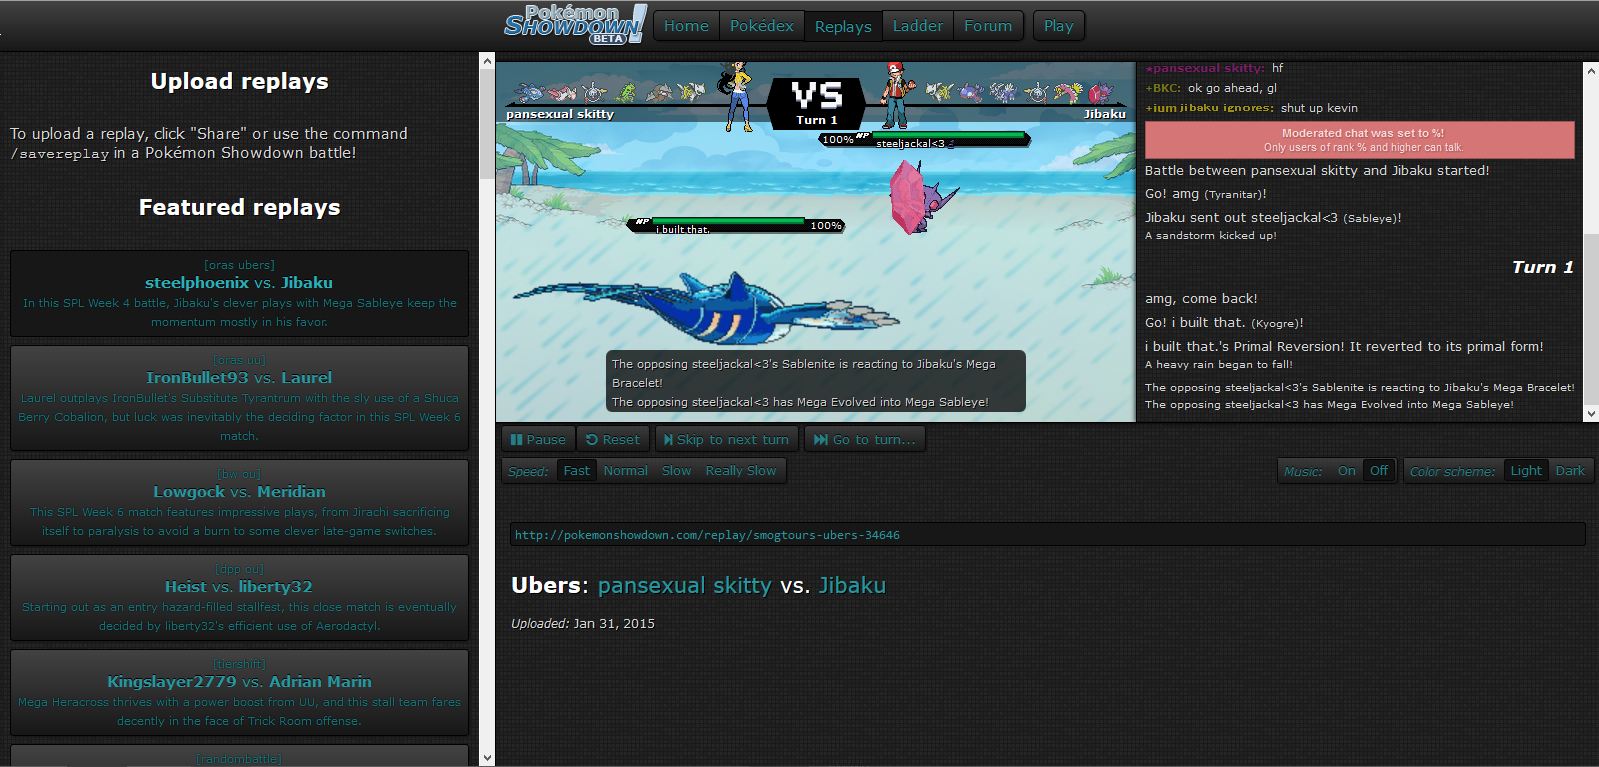 Pokémon
SHOWDOWN!
BETA
Home
Pokédex
Replays
Ladder
Forum
Play
Upload replays
To upload a replay, click "Share" or use the command
/savereplay in a Pokémon Showdown battle!
Featured replays
[oras ubers]
steelphoenix vs. Jibaku
In this SPL Week 4 battle, Jibaku's clever plays with Mega Sableye keep the
momentum mostly in his favor.
[oras uu]
IronBullet93 vs. Laurel
Laurel outplays IronBullet's Substitute Tyrantrum with the sly use of a Shuca
Berry Cobalion, but luck was inevitably the deciding factor in this SPL Week 6
match.
[bw ou]
Lowgock vs. Meridian
This SPL Week 6 match features impressive plays, from Jirachi sacrificing
itself to paralysis to avoid a burn to some clever late-game switches.
[dpp ou]
Heist vs. liberty32
Starting out as an entry hazard-filled stallfest, this close match is eventually
decided by liberty32's efficient use of Aerodactyl.
[tiershift]
Kingslayer2779 vs. Adrian Marin
Mega Heracross thrives with a power boost from UU, and this stall team fares
decently in the face of Trick Room offense.
[randombattle]
VS
Turn 1
pansexual skitty
Jibaku
100% HP
steeljackal<3
HP 100%
i built that.
The opposing steeljackal<3's Sablenite is reacting to Jibaku's Mega
Bracelet!
The opposing steeljackal<3 has Mega Evolved into Mega Sableye!
★pansexual skitty: hf
+BKC: ok go ahead, gl
+ium jibaku ignores: shut up kevin
Moderated chat was set to %!
Only users of rank % and higher can talk.
Battle between pansexual skitty and Jibaku started!
Go! amg (Tyranitar)!
Jibaku sent out steeljackal<3 (Sableye)!
A sandstorm kicked up!
Turn 1
amg, come back!
Go! i built that. (Kyogre)!
i built that.'s Primal Reversion! It reverted to its primal form!
A heavy rain began to fall!
The opposing steeljackal<3's Sablenite is reacting to Jibaku's Mega Bracelet!
The opposing steeljackal<3 has Mega Evolved into Mega Sableye!
Pause
Reset
Skip to next turn
Go to turn...
Speed: Fast Normal Slow Really Slow
Music: On Off
Color scheme: Light Dark
http://pokemonshowdown.com/replay/smogtours-ubers-34646
Ubers: pansexual skitty vs. Jibaku
Uploaded: Jan 31, 2015